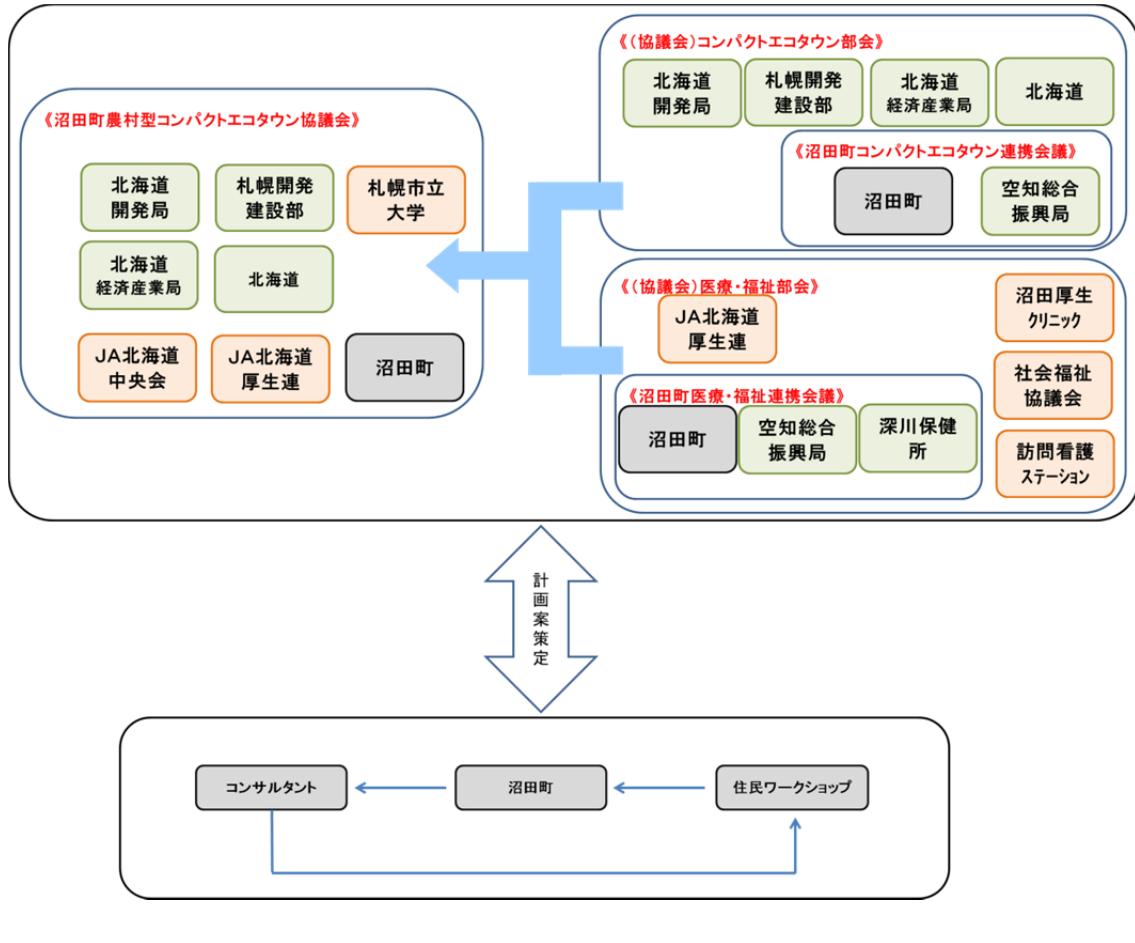 《沼田町農村型コンパクトエコタウン協議会》
北海道
開発局
札幌開発
建設部
札幌市立
大学
北海道
経済産業局
北海道
JA北海道
中央会
JA北海道
厚生連
沼田町
《(協議会)コンパクトエコタウン部会》
北海道
開発局
札幌開発
建設部
北海道
経済産業局
北海道
《沼田町コンパクトエコタウン連携会議》
沼田町
空知総合
振興局
《(協議会)医療・福祉部会》
JA北海道
厚生連
沼田厚生
クリニック
社会福祉
協議会
訪問看護
ステーション
《沼田町医療・福祉連携会議》
沼田町
空知総合
振興局
深川保健
所
計画案策定
コンサルタント
沼田町
住民ワークショップ